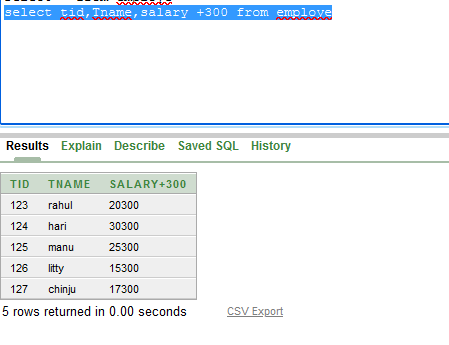 select tid,Tname,salary +300 from employe
Results Explain Describe Saved SQL History
TID TNAME SALARY+300
123 rahul 20300
124 hari 30300
125 manu 25300
126 litty 15300
127 chinju 17300
5 rows returned in 0.00 seconds CSV Export